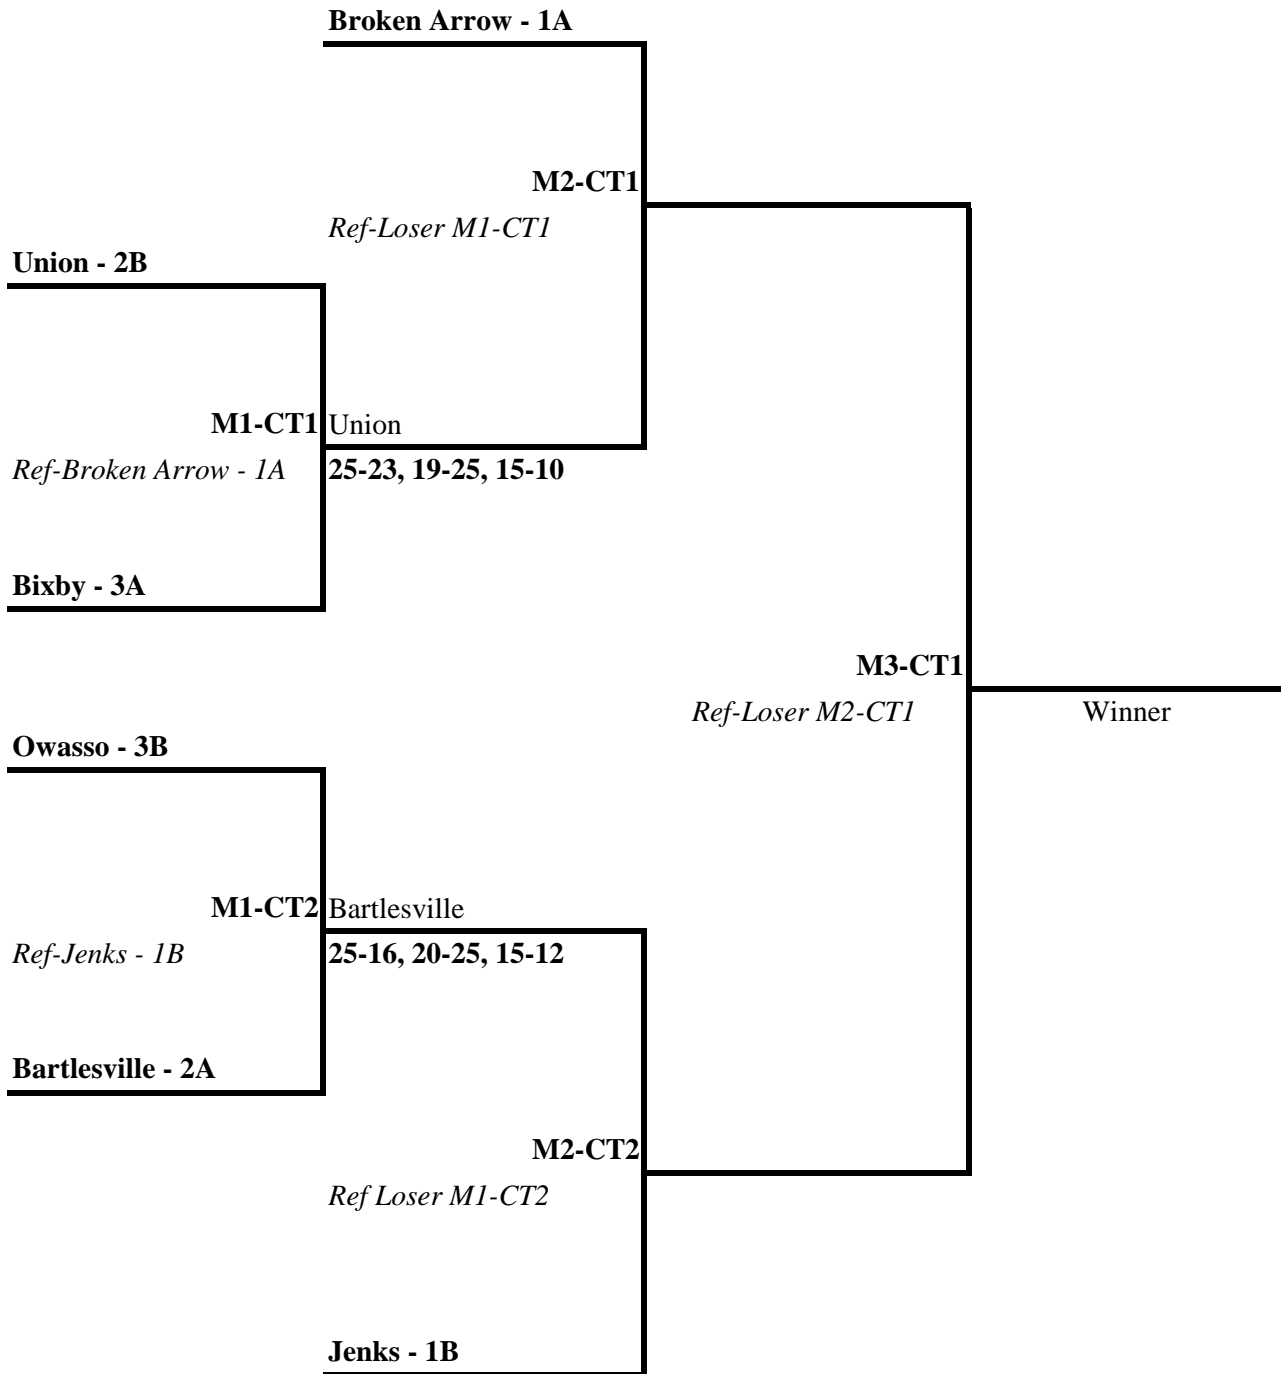 Broken Arrow - 1A
M2-CT1
Ref-Loser M1-CT1
Union - 2B
M1-CT1 Union
Ref-Broken Arrow - 1A 25-23, 19-25, 15-10
Bixby - 3A
M3-CT1
Ref-Loser M2-CT1 Winner
Owasso - 3B
M1-CT2 Bartlesville
Ref-Jenks - 1B 25-16, 20-25, 15-12
Bartlesville - 2A
M2-CT2
Ref Loser M1-CT2
Jenks - 1B